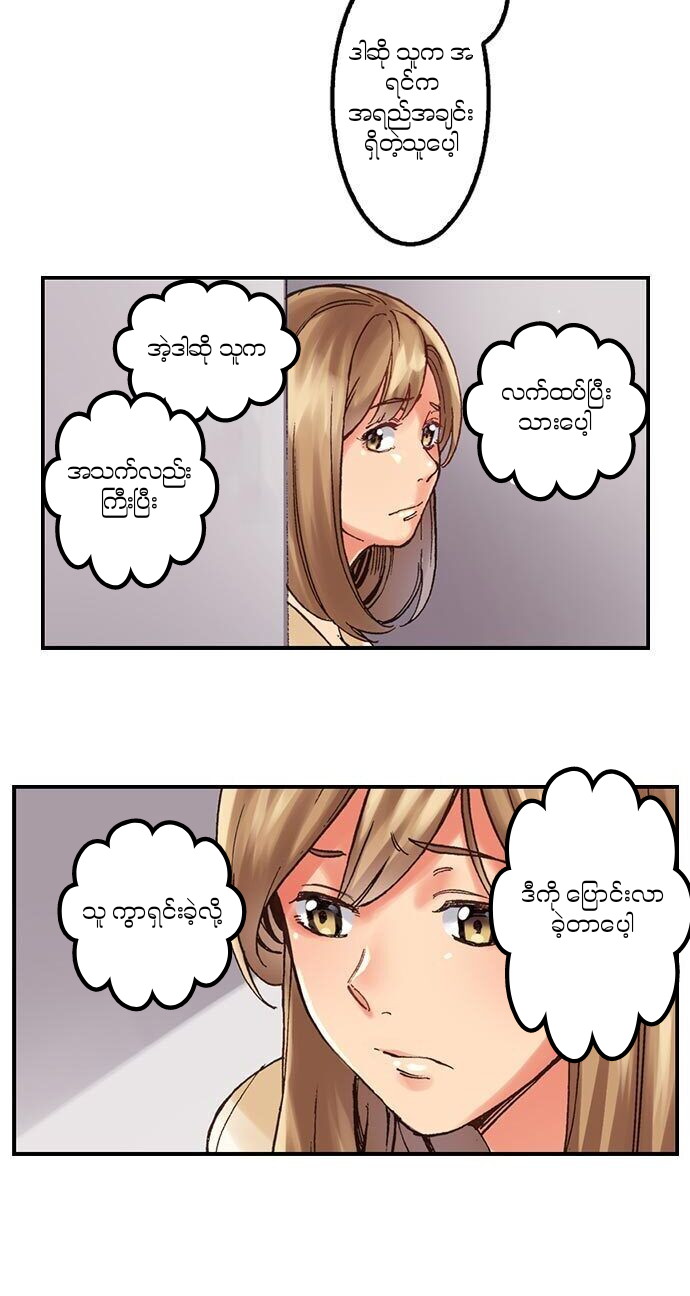 ဒါဆို သူက အ
ရင်က
အရည်အချင်း
ရှိတဲ့သူပေါ့
အဲ့ဒါဆို သူက
အသက်လည်း
ကြီးပြီး
လက်ထပ်ပြီး
သားပေါ့
သူ ကွာရှင်းခဲ့လို့
ဒီကို ပြောင်းလာ
ခဲ့တာပေါ့